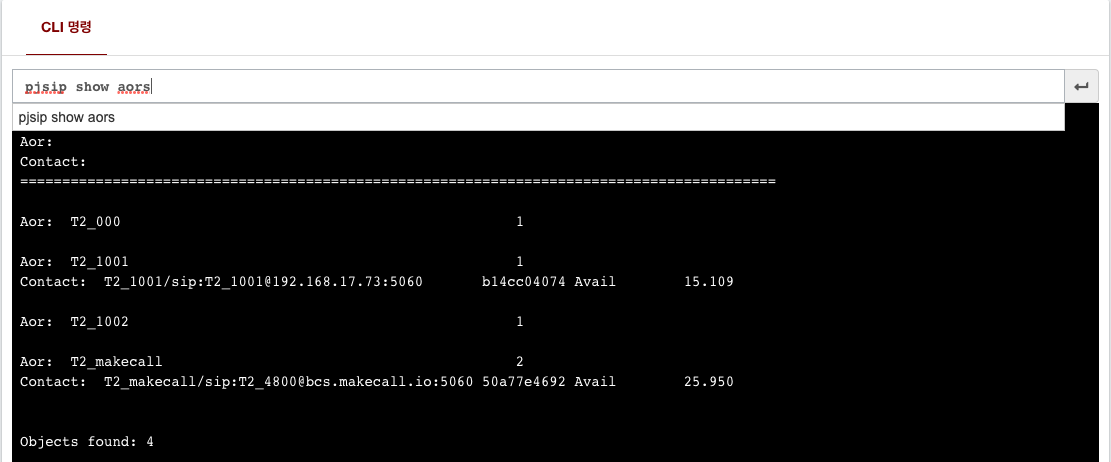 CLI 명령
pjsip show aors
pjsip show aors
Aor:
Contact:
==========================================================================================
Aor:  T2_000                                               1
Aor:  T2_1001                                              1
Contact:  T2_1001/sip:T2_1001@192.168.17.73:5060       b14cc04074 Avail        15.109
Aor:  T2_1002                                              1
Aor:  T2_makecall                                          2
Contact:  T2_makecall/sip:T2_4800@bcs.makecall.io:5060 50a77e4692 Avail        25.950
Objects found: 4